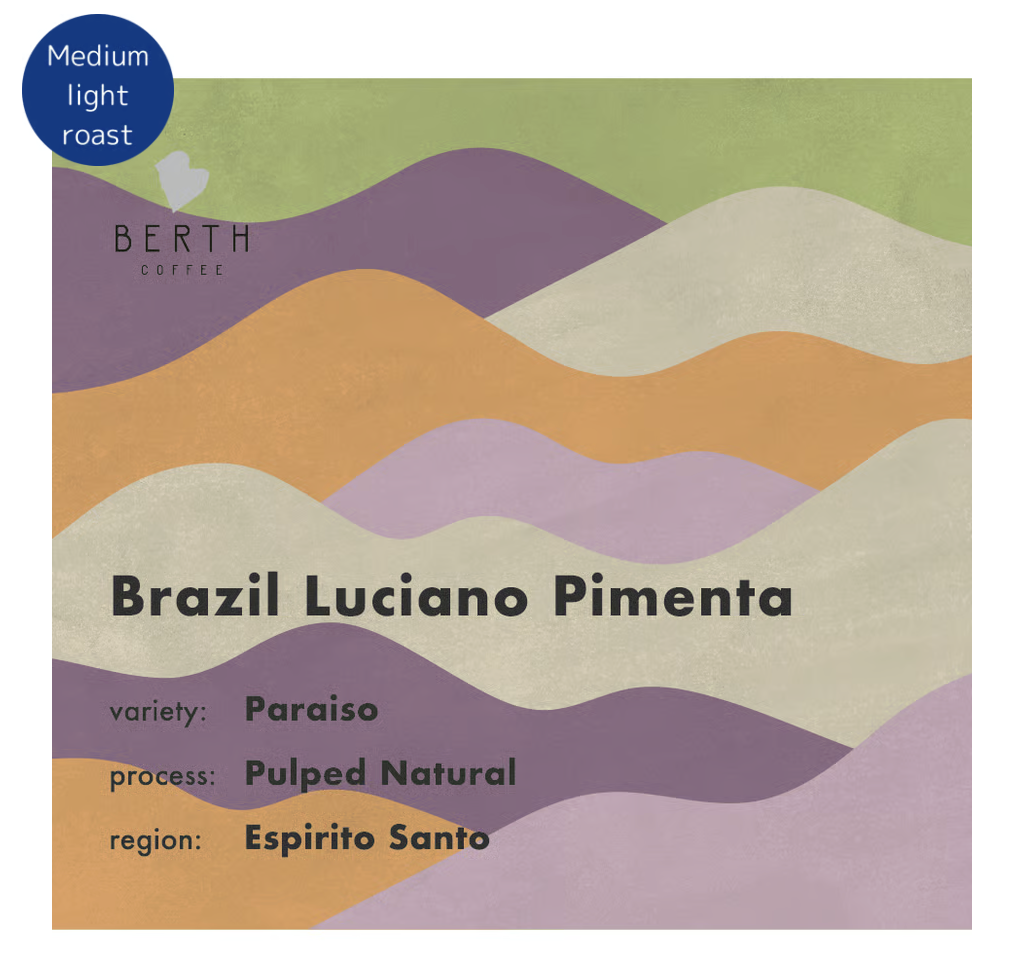 Medium
light
roast
BERTH
COFFEE
Brazil Luciano Pimenta
variety: Paraiso
process: Pulped Natural
region: Espirito Santo